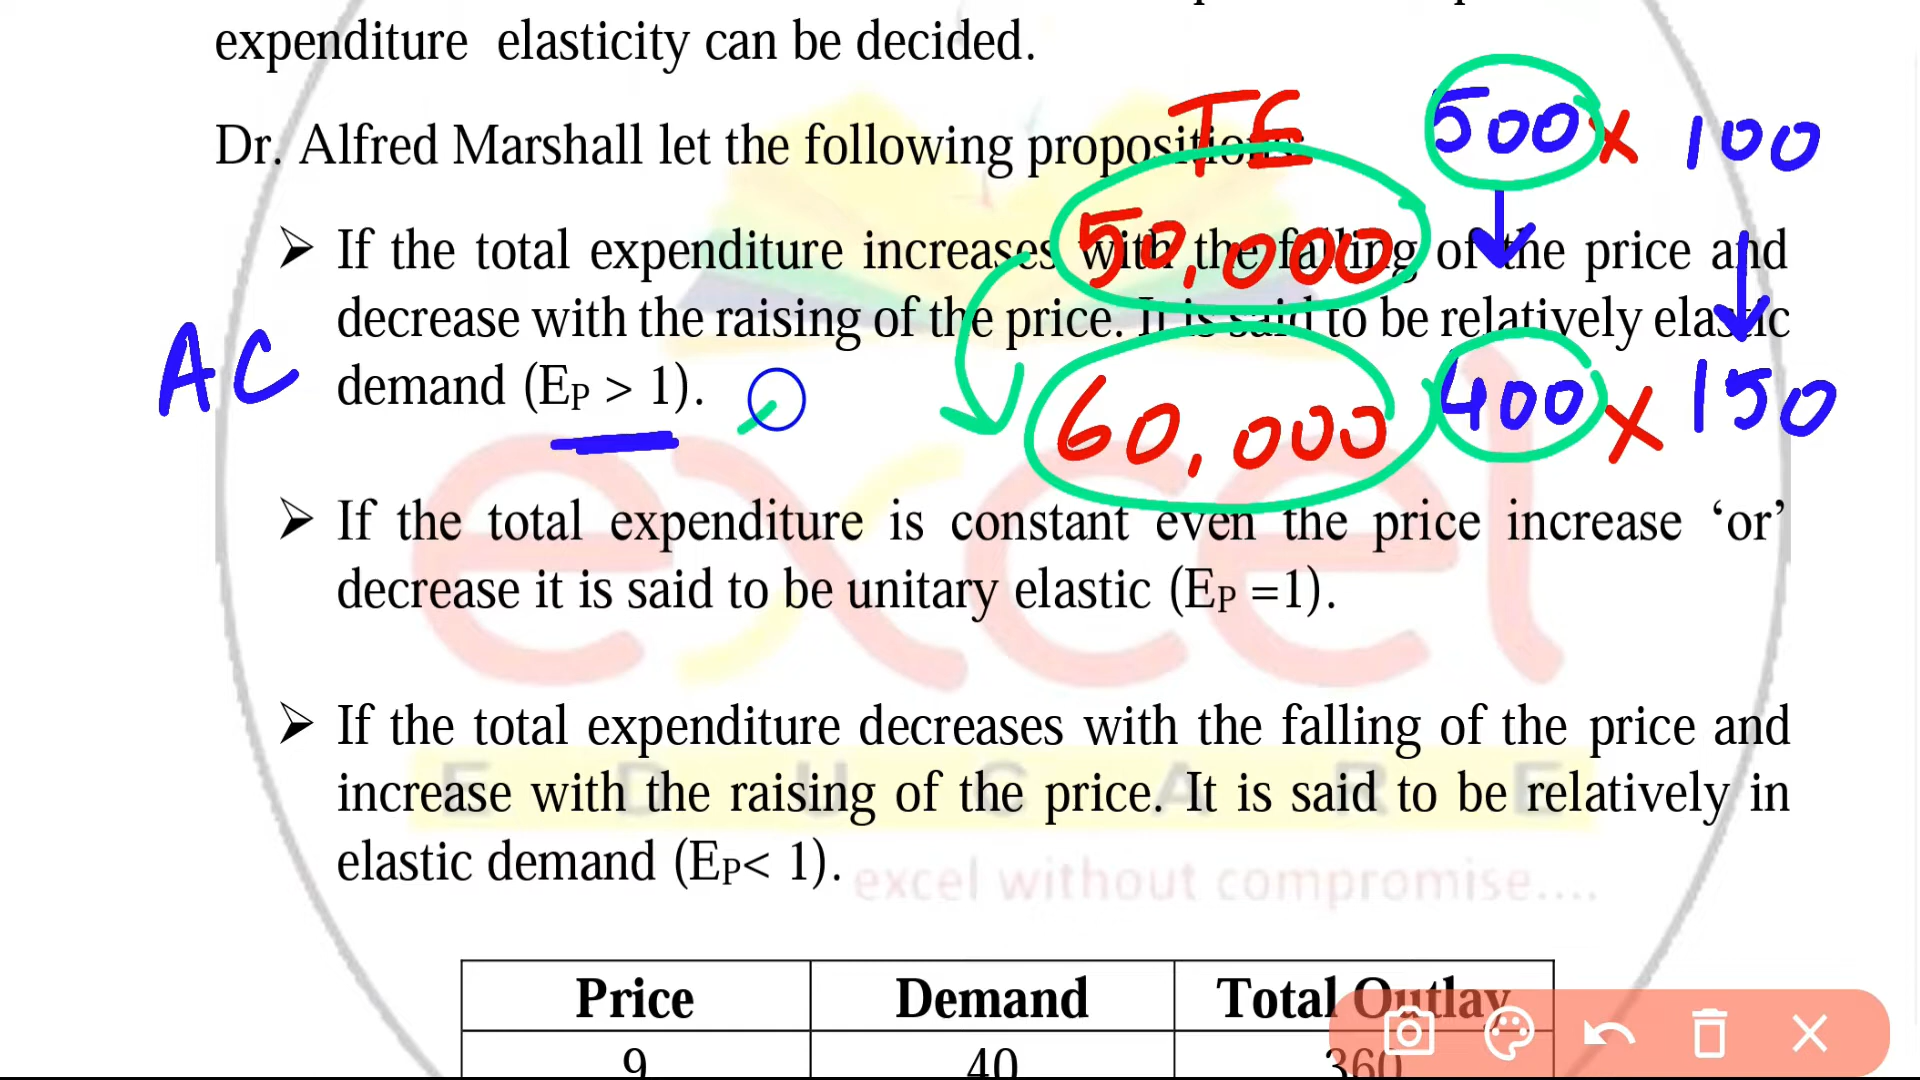 expenditure elasticity can be decided.
TE 500 x 100
Dr. Alfred Marshall let the following propositions
50,000
➢ If the total expenditure increases with the falling of the price and
decrease with the raising of the price. It is said to be relatively elastic
AC
demand (EP > 1).
60,000 400 x 150
➢ If the total expenditure is constant even the price increase ‘or’
decrease it is said to be unitary elastic (EP =1).
excel
➢ If the total expenditure decreases with the falling of the price and
EDUCARE
increase with the raising of the price. It is said to be relatively in
elastic demand (EP< 1).
excel without compromise....
Price Demand Total Outlay
9 40 360